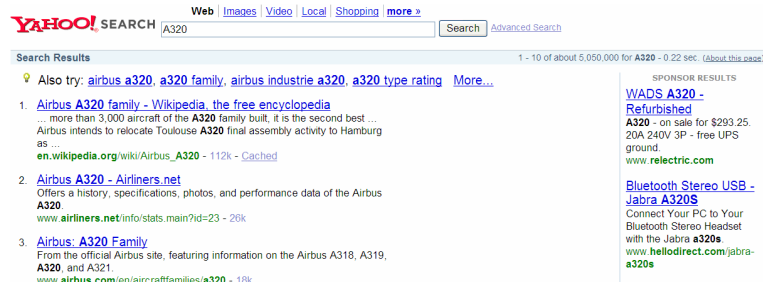 Web | Images | Video | Local | Shopping | more »
YAHOO! SEARCH A320 Search Advanced Search
Search Results 1 - 10 of about 5,050,000 for A320 - 0.22 sec. (About this page)
Also try: airbus a320, a320 family, airbus industrie a320, a320 type rating More...
1. Airbus A320 family - Wikipedia, the free encyclopedia
... more than 3,000 aircraft of the A320 family built, it is the second best ...
Airbus intends to relocate Toulouse A320 final assembly activity to Hamburg
as ...
en.wikipedia.org/wiki/Airbus_A320 - 112k - Cached
2. Airbus A320 - Airliners.net
Offers a history, specifications, photos, and performance data of the Airbus
A320.
www.airliners.net/info/stats.main?id=23 - 26k
3. Airbus: A320 Family
From the official Airbus site, featuring information on the Airbus A318, A319,
A320, and A321.
www.airbus.com/en/aircraftfamilies/a320 - 18k
SPONSOR RESULTS
WADS A320 -
Refurbished
A320 - on sale for $293.25.
20A 240V 3P - free UPS
ground.
www.relectric.com
Bluetooth Stereo USB -
Jabra A320S
Connect Your PC to Your
Bluetooth Stereo Headset
with the Jabra a320s.
www.hellodirect.com/jabra-
a320s